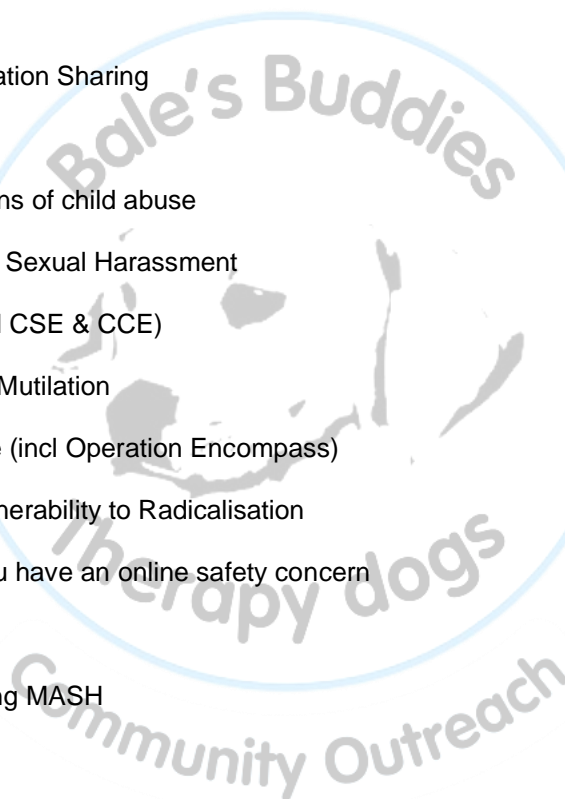 ation Sharing
Bale's Buddies
ns of child abuse
Sexual Harassment
CSE & CCE)
Mutilation
(incl Operation Encompass)
nerability to Radicalisation
u have an online safety concern
Therapy dogs
ng MASH
Community Outreach